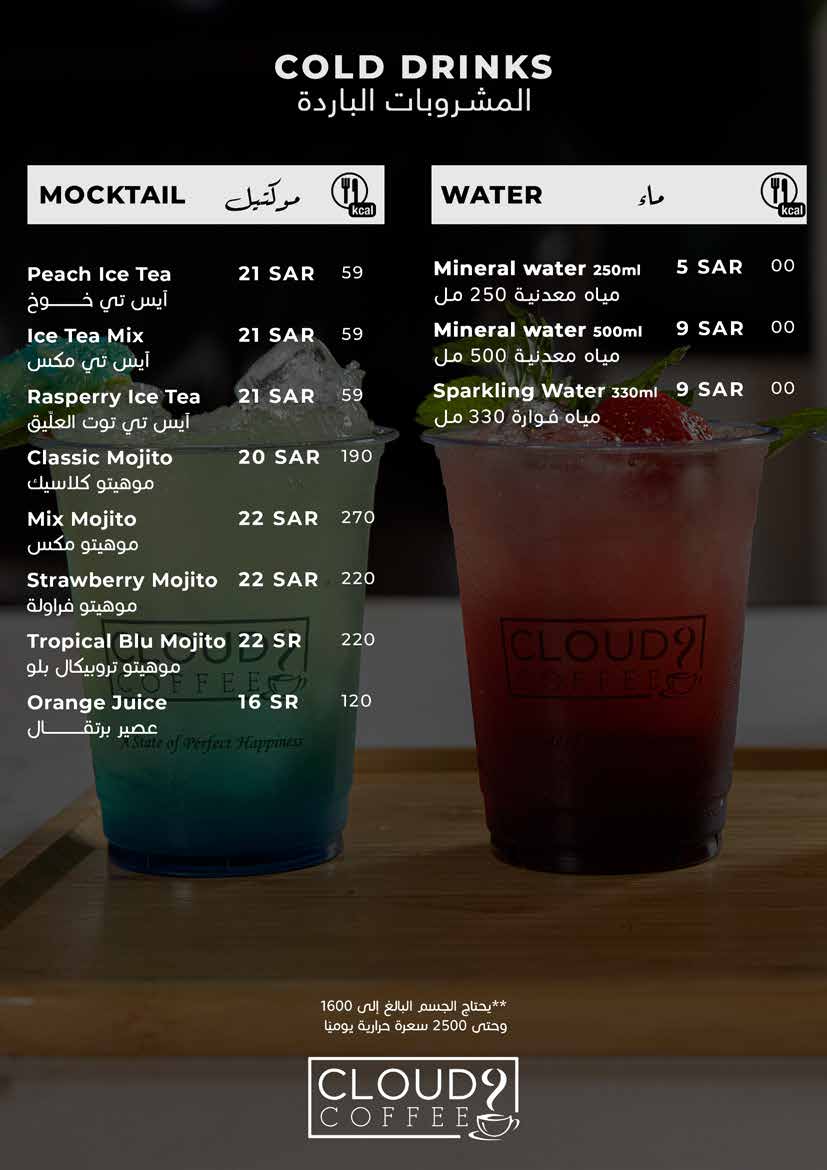 COLD DRINKS
المشروبات الباردة
MOCKTAIL موكتيل kcal
Peach Ice Tea 21 SAR 59
آيس تي خـــــوخ
Ice Tea Mix 21 SAR 59
آيس تي مكس
Rasperry Ice Tea 21 SAR 59
آيس تي توت العلّيق
Classic Mojito 20 SAR 190
موهيتو كلاسيك
Mix Mojito 22 SAR 270
موهيتو مكس
Strawberry Mojito 22 SAR 220
موهيتو فراولة
Tropical Blu Mojito 22 SR 220
موهيتو تروبيكال بلو
Orange Juice 16 SR 120
عصير برتقـــــال
WATER ماء kcal
Mineral water 250ml 5 SAR 00
مياه معدنية 250 مل
Mineral water 500ml 9 SAR 00
مياه معدنية 500 مل
Sparkling Water 330ml 9 SAR 00
مياه فوارة 330 مل
CLOUD9
COFFEE
A State of Perfect Happiness
CLOUD9
COFFEE
**يحتاج الجسم البالغ إلى 1600
وحتى 2500 سعرة حرارية يوميًا
CLOUD9
COFFEE